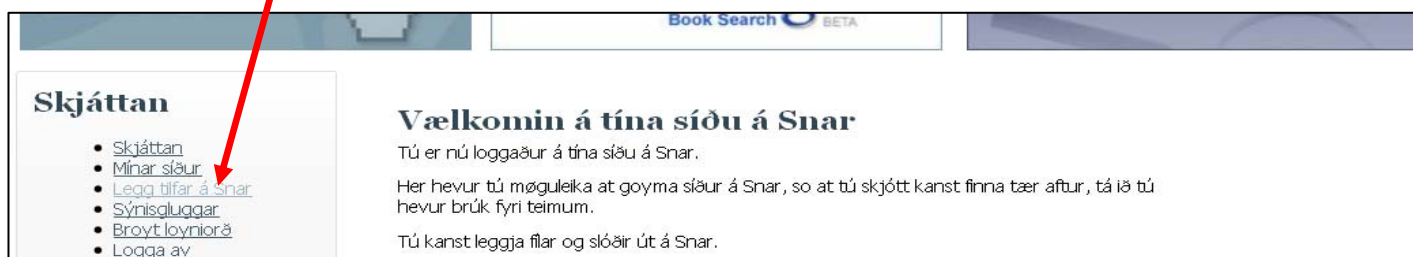 Book Search BETA
Skjáttan
Skjáttan
Mínar síður
Legg tilfar á Snar
Sýnisgluggar
Broyt loyniorð
Logga av
Vælkomin á tína síðu á Snar
Tú er nú loggaður á tína síðu á Snar.
Her hevur tú møguleika at goyma síður á Snar, so at tú skjótt kanst finna tær aftur, tá ið tú
hevur brúk fyri teimum.
Tú kanst leggja fílar og slóðir út á Snar.